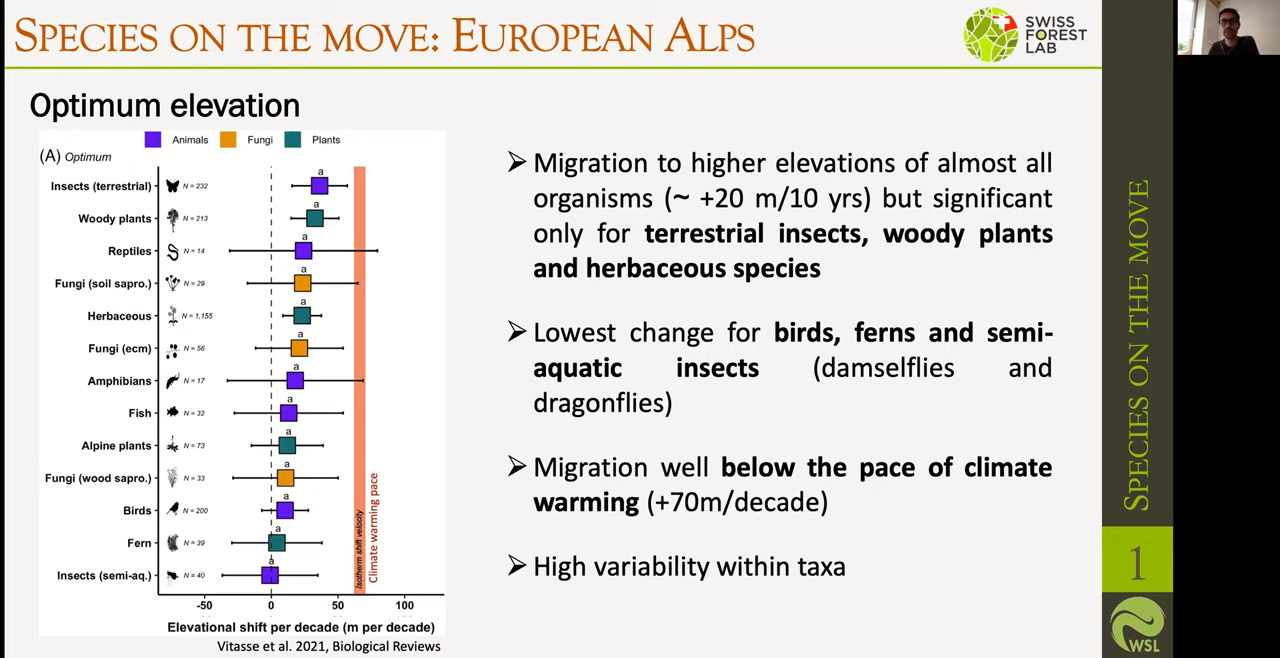 SPECIES ON THE MOVE: EUROPEAN ALPS
SWISS
FOREST
LAB
Optimum elevation
Animals Fungi Plants
(A) Optimum
Insects (terrestrial) N = 232 a
Woody plants N = 213 a
Reptiles N = 14 a
Fungi (soil sapro.) N = 29 a
Herbaceous N = 1,155 a
Fungi (ecm) N = 56 a
Amphibians N = 17 a
Fish N = 32 a
Alpine plants N = 73 a
Fungi (wood sapro.) N = 33 a
Birds N = 200 a
Fern N = 39 a
Insects (semi-aq.) N = 40 a
Isotherm shift velocity
Climate warming pace
-50 0 50 100
Elevational shift per decade (m per decade)
Vitasse et al. 2021, Biological Reviews
➢ Migration to higher elevations of almost all
organisms (~ +20 m/10 yrs) but significant
only for terrestrial insects, woody plants
and herbaceous species
➢ Lowest change for birds, ferns and semi-
aquatic insects (damselflies and
dragonflies)
➢ Migration well below the pace of climate
warming (+70m/decade)
➢ High variability within taxa
SPECIES ON THE MOVE
1
WSL